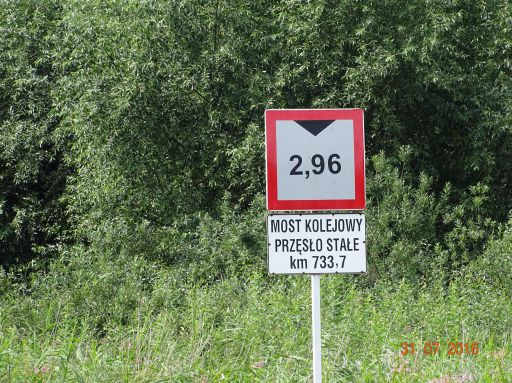 2,96
MOST KOLEJOWY
PRZĘSŁO STAŁE
km 733,7
31 07 2016